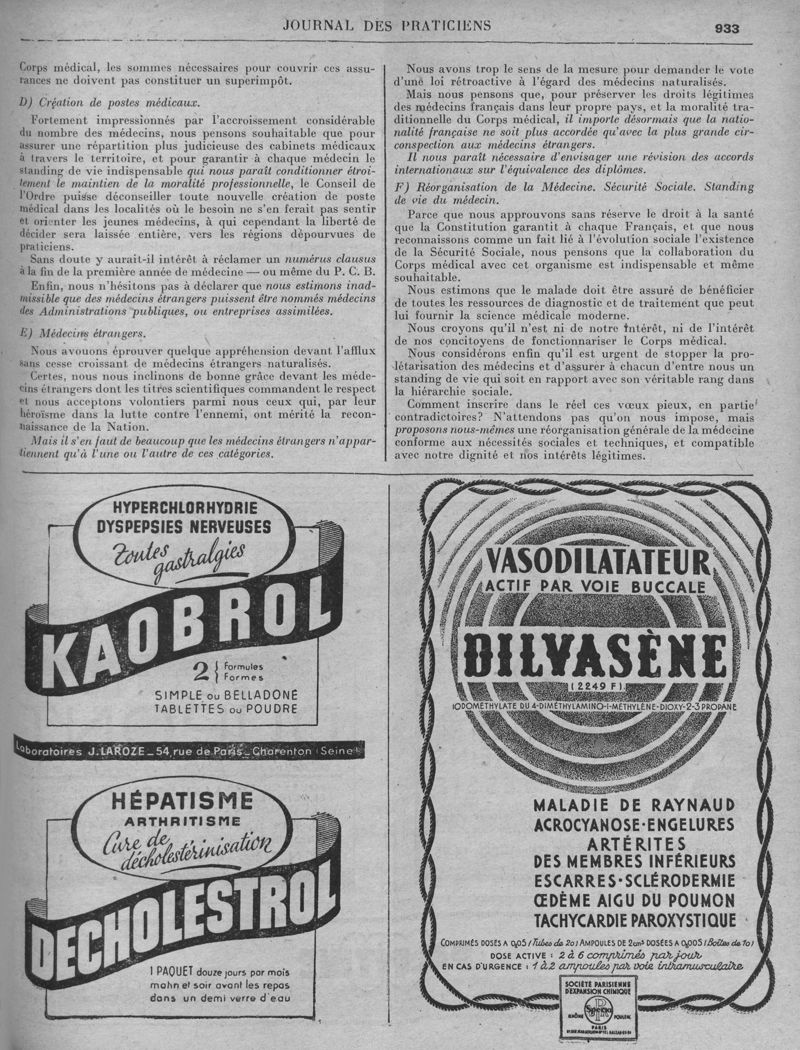 JOURNAL DES PRATICIENS
933
Corps médical, les sommes nécessaires pour couvrir ces assu-
rances ne doivent pas constituer un superimpôt.
D) Création de postes médicaux.
Fortement impressionnés par l'accroissement considérable
du nombre des médecins, nous pensons souhaitable que pour
assurer une répartition plus judicieuse des cabinets médicaux
à travers le territoire, et pour garantir à chaque médecin le
standing de vie indispensable qui nous paraît conditionner étroi-
tement le maintien de la moralité professionnelle, le Conseil de
l'Ordre puisse déconseiller toute nouvelle création de poste
médical dans les localités où le besoin ne s'en ferait pas sentir
et orienter les jeunes médecins, à qui cependant la liberté de
décider sera laissée entière, vers les régions dépourvues de
praticiens.
Sans doute y aurait-il intérêt à réclamer un numérus clausus
à la fin de la première année de médecine — ou même du P. C. B.
Enfin, nous n'hésitons pas à déclarer que nous estimons inad-
missible que des médecins étrangers puissent être nommés médecins
des Administrations publiques, ou entreprises assimilées.
E) Médecins étrangers.
Nous avouons éprouver quelque appréhension devant l'afflux
sans cesse croissant de médecins étrangers naturalisés.
Certes, nous nous inclinons de bonne grâce devant les méde-
cins étrangers dont les titres scientifiques commandent le respect
et nous acceptons volontiers parmi nous ceux qui, par leur
héroïsme dans la lutte contre l'ennemi, ont mérité la recon-
naissance de la Nation.
Mais il s'en faut de beaucoup que les médecins étrangers n'appar-
tiennent qu'à l'une ou l'autre de ces catégories.
Nous avons trop le sens de la mesure pour demander le vote
d'une loi rétroactive à l'égard des médecins naturalisés.
Mais nous pensons que, pour préserver les droits légitimes
des médecins français dans leur propre pays, et la moralité tra-
ditionnelle du Corps médical, il importe désormais que la natio-
nalité française ne soit plus accordée qu'avec la plus grande cir-
conspection aux médecins étrangers.
Il nous paraît nécessaire d'envisager une révision des accords
internationaux sur l'équivalence des diplômes.
F) Réorganisation de la Médecine. Sécurité Sociale. Standing
de vie du médecin.
Parce que nous approuvons sans réserve le droit à la santé
que la Constitution garantit à chaque Français, et que nous
reconnaissons comme un fait lié à l'évolution sociale l'existence
de la Sécurité Sociale, nous pensons que la collaboration du
Corps médical avec cet organisme est indispensable et même
souhaitable.
Nous estimons que le malade doit être assuré de bénéficier
de toutes les ressources de diagnostic et de traitement que peut
lui fournir la science médicale moderne.
Nous croyons qu'il n'est ni de notre intérêt, ni de l'intérêt
de nos concitoyens de fonctionnariser le Corps médical.
Nous considérons enfin qu'il est urgent de stopper la pro-
létarisation des médecins et d'assurer à chacun d'entre nous un
standing de vie qui soit en rapport avec son véritable rang dans
la hiérarchie sociale.
Comment inscrire dans le réel ces vœux pieux, en partie
contradictoires? N'attendons pas qu'on nous impose, mais
proposons nous-mêmes une réorganisation générale de la médecine
conforme aux nécessités sociales et techniques, et compatible
avec notre dignité et nos intérêts légitimes.
HYPERCHLORHYDRIE
DYSPEPSIES NERVEUSES
Toutes
gastralgies
KAOBROL
2 Formules
Formes
SIMPLE ou BELLADONÉ
TABLETTES ou POUDRE
Laboratoires J. LAROZE _ 54, rue de Paris _ Charenton (Seine)
HÉPATISME
ARTHRITISME
Cure de
décholestérinisation
DECHOLESTROL
1 PAQUET douze jours par mois
matin et soir avant les repas
dans un demi verre d'eau
VASODILATATEUR
ACTIF PAR VOIE BUCCALE
DILVASÈNE
(2249 F)
IODOMÉTHYLATE DU 4-DIMÉTHYLAMINO-1-MÉTHYLÈNE-DIOXY-2-3 PROPANE
MALADIE DE RAYNAUD
ACROCYANOSE·ENGELURES
ARTÉRITES
DES MEMBRES INFÉRIEURS
ESCARRES·SCLÉRODERMIE
ŒDÈME AIGU DU POUMON
TACHYCARDIE PAROXYSTIQUE
COMPRIMÉS DOSÉS A 0,05 (Tubes de 20) AMPOULES DE 2cm³ DOSÉES A 0,005 (Boîtes de 10)
DOSE ACTIVE : 2 à 6 comprimés par jour
EN CAS D'URGENCE : 1 à 2 ampoules par voie intramusculaire
SOCIÉTÉ PARISIENNE
D'EXPANSION CHIMIQUE
RHÔNE Specia POULENC
PARIS